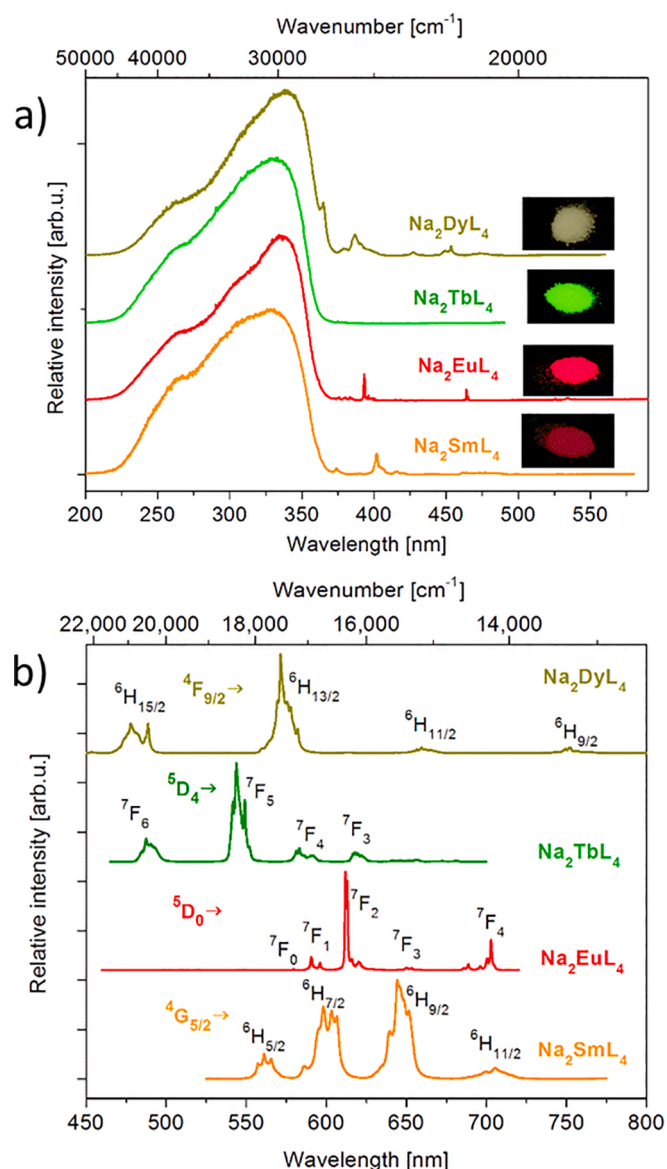 Wavenumber [cm⁻¹]
50000 40000 30000 20000
a)
Relative intensity [arb.u.]
Na₂DyL₄
Na₂TbL₄
Na₂EuL₄
Na₂SmL₄
200 250 300 350 400 450 500 550
Wavelength [nm]
Wavenumber [cm⁻¹]
22,000 20,000 18,000 16,000 14,000
b)
Relative intensity [arb.u.]
⁴F₉/₂→ ⁶H₁₅/₂ ⁶H₁₃/₂ ⁶H₁₁/₂ ⁶H₉/₂ Na₂DyL₄
⁵D₄→ ⁷F₆ ⁷F₅ ⁷F₄ ⁷F₃ Na₂TbL₄
⁵D₀→ ⁷F₀ ⁷F₁ ⁷F₂ ⁷F₃ ⁷F₄ Na₂EuL₄
⁴G₅/₂→ ⁶H₅/₂ ⁶H₇/₂ ⁶H₉/₂ ⁶H₁₁/₂ Na₂SmL₄
450 500 550 600 650 700 750 800
Wavelength [nm]